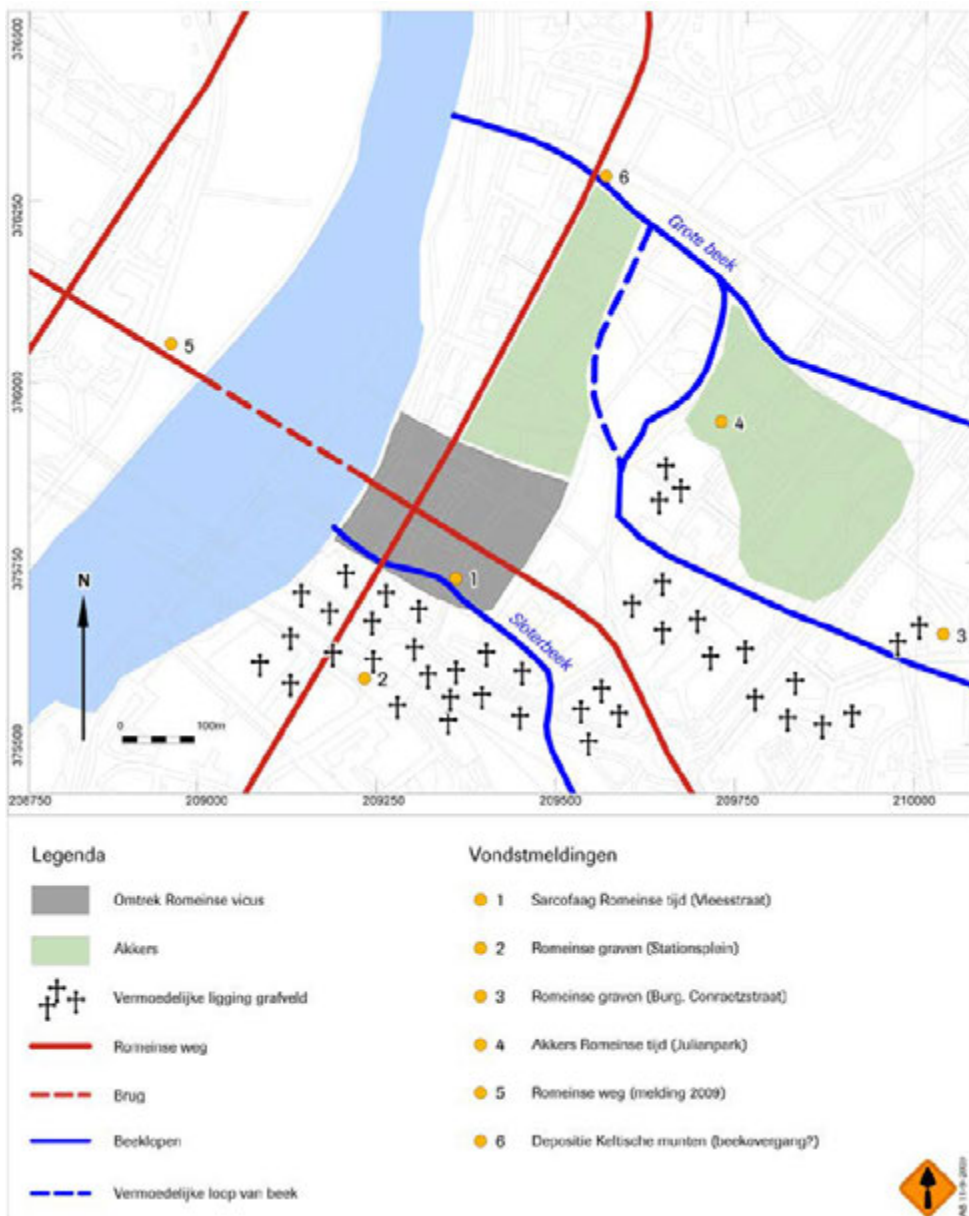 376500
376250
376000
375750
375500
208750
209000
209250
209500
209750
210000
6
Grote beek
5
4
1
3
Sloterbeek
2
N
0
100m
Legenda
Omtrek Romeinse vicus
Akkers
Vermoedelijke ligging grafveld
Romeinse weg
Brug
Beeklopen
Vermoedelijke loop van beek
Vondstmeldingen
1 Sarcofaag Romeinse tijd (Vleesstraat)
2 Romeinse graven (Stationsplein)
3 Romeinse graven (Burg. Conraetzstraat)
4 Akkers Romeinse tijd (Julianpark)
5 Romeinse weg (melding 2009)
6 Depositie Keltische munten (beekovergang?)